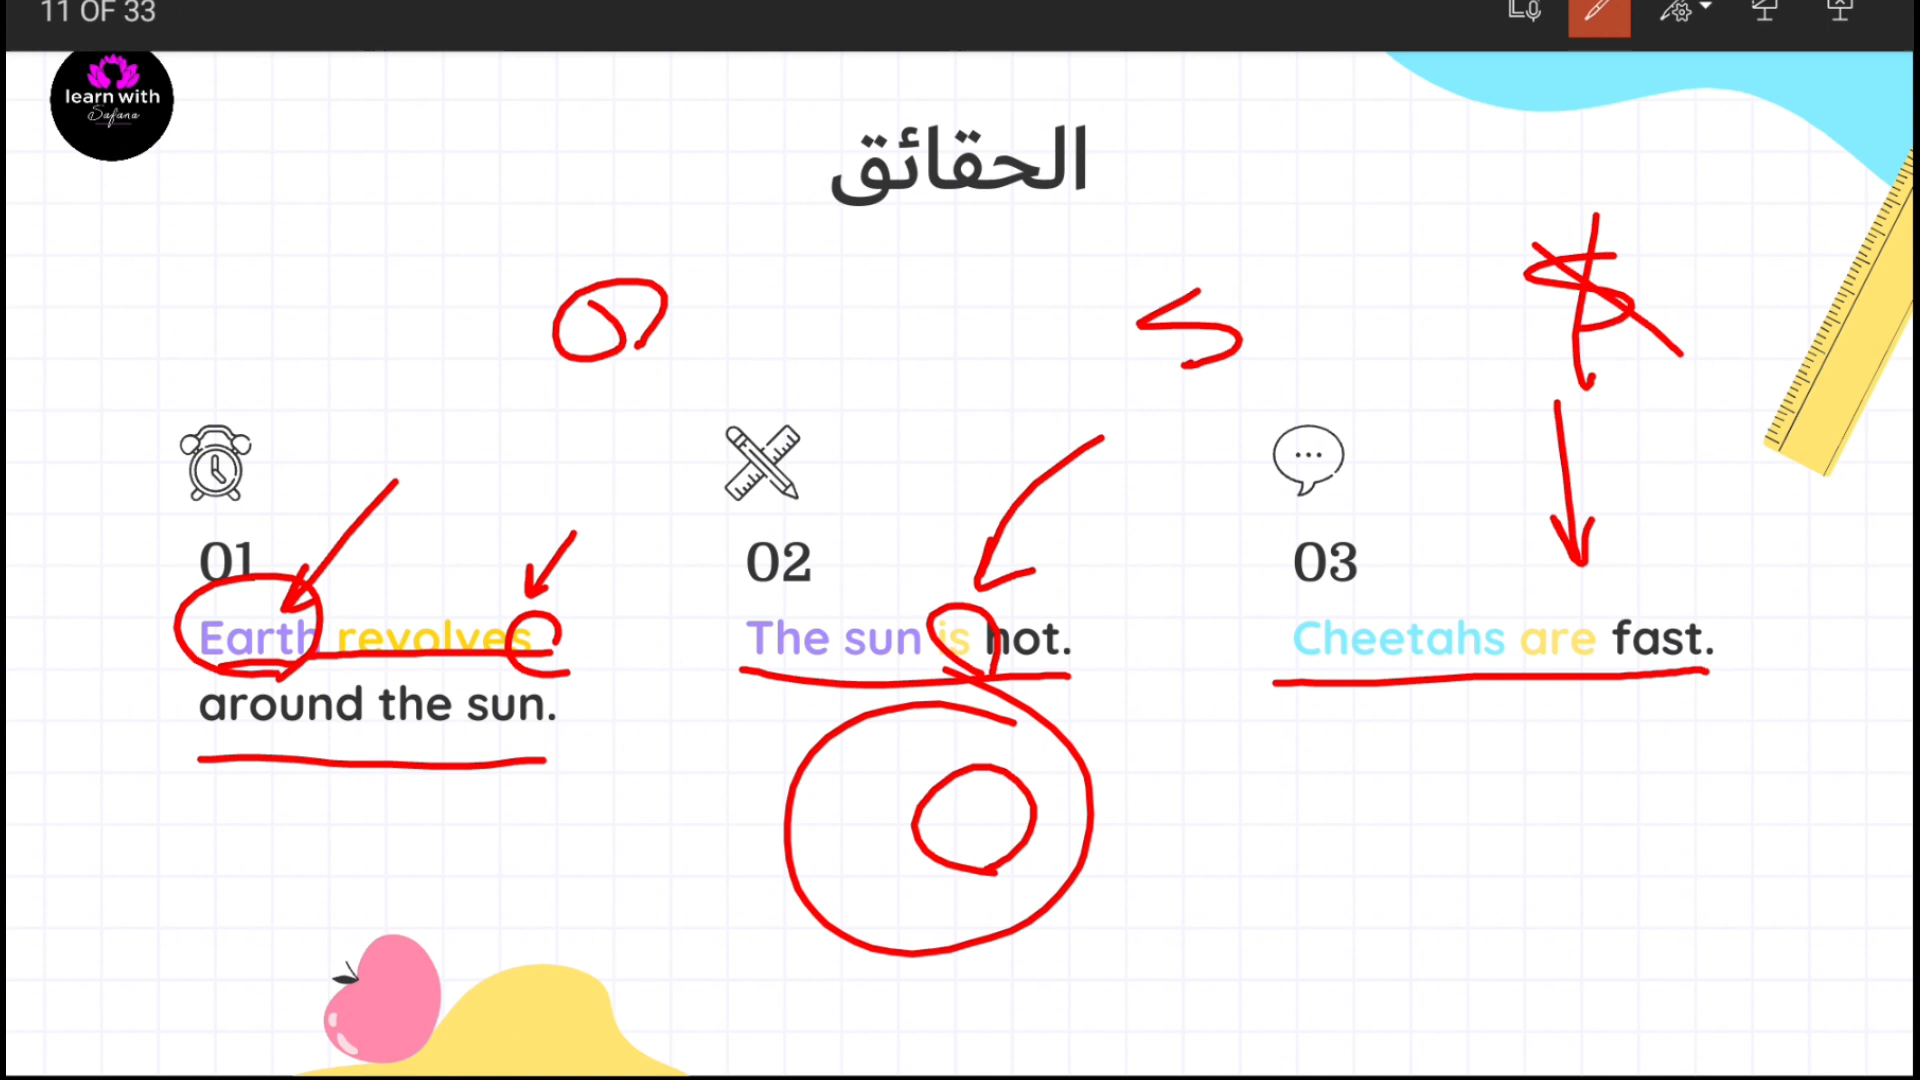 11 OF 33
learn with
Safana
الحقائق
01
Earth revolves
around the sun.
02
The sun is hot.
03
Cheetahs are fast.